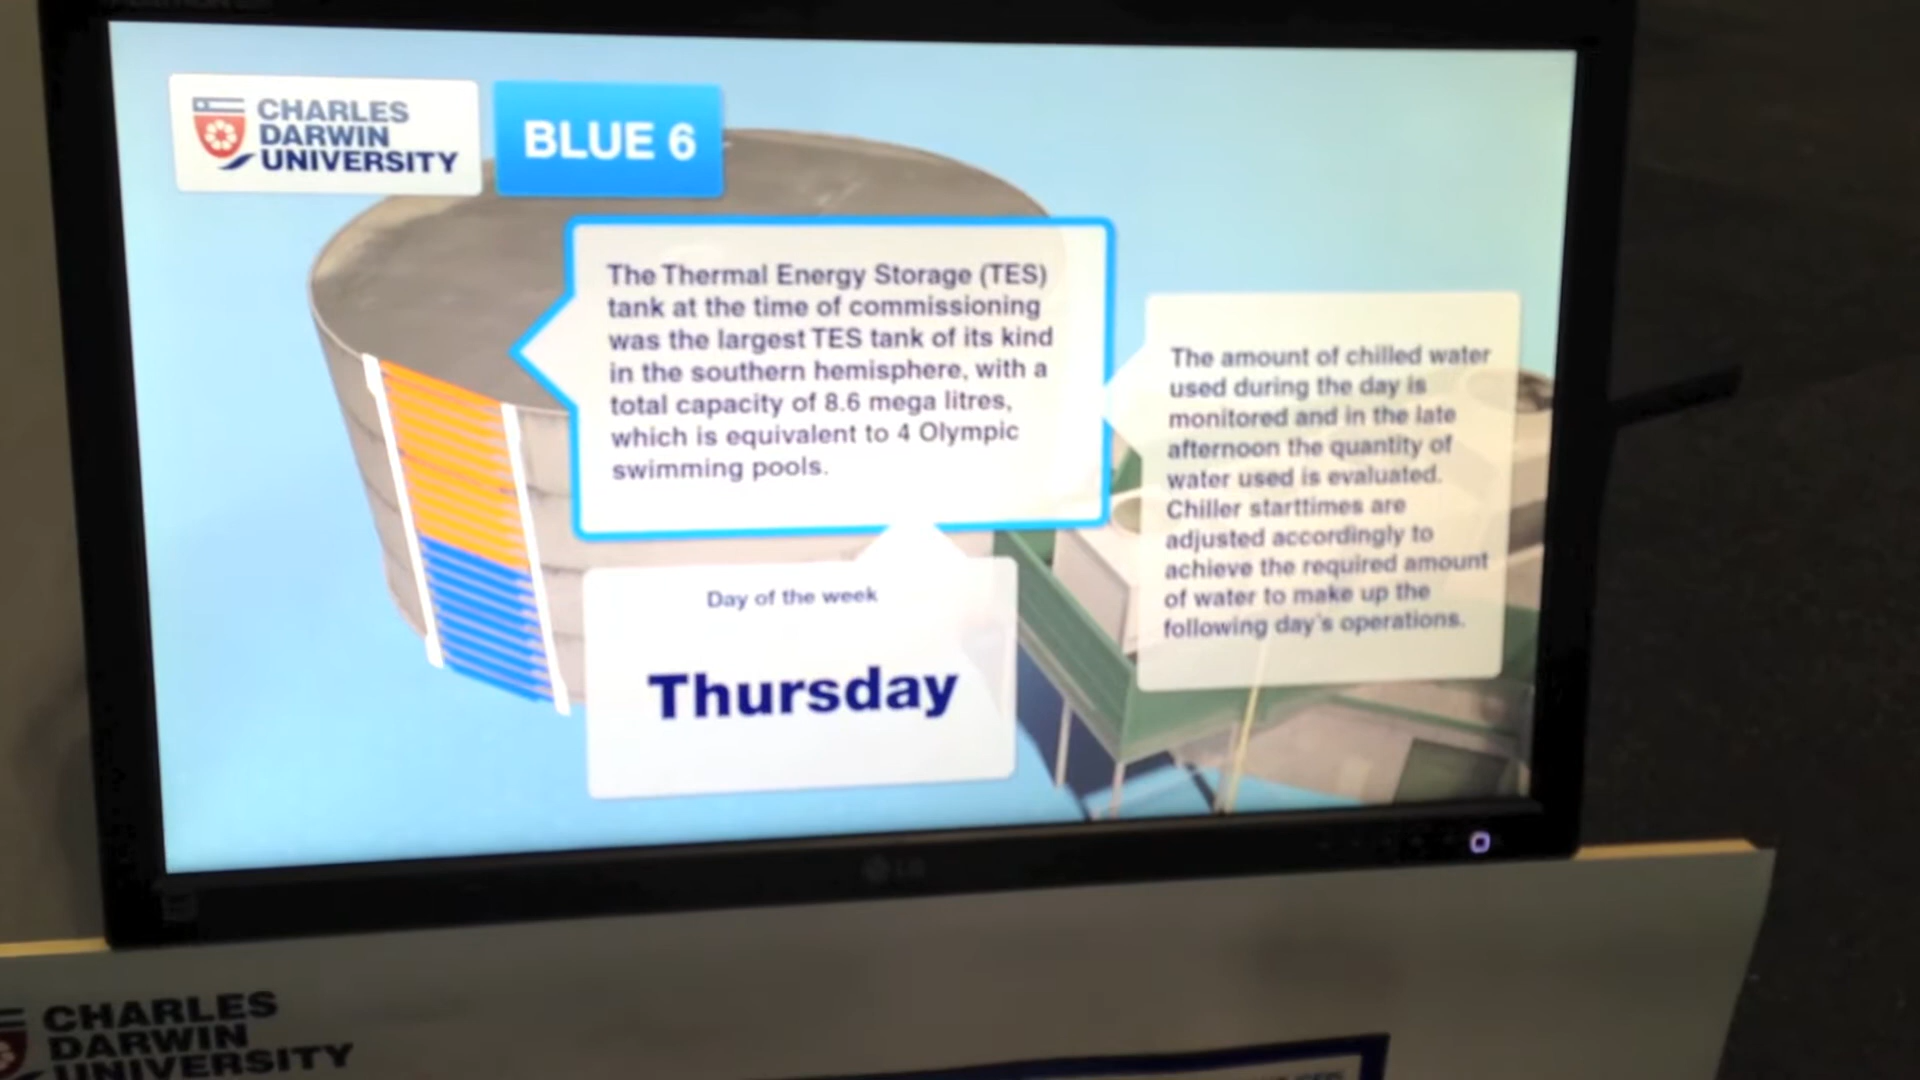 CHARLES
DARWIN
UNIVERSITY
BLUE 6
The Thermal Energy Storage (TES)
tank at the time of commissioning
was the largest TES tank of its kind
in the southern hemisphere, with a
total capacity of 8.6 mega litres,
which is equivalent to 4 Olympic
swimming pools.
The amount of chilled water
used during the day is
monitored and in the late
afternoon the quantity of
water used is evaluated.
Chiller starttimes are
adjusted accordingly to
achieve the required amount
of water to make up the
following day's operations.
Day of the week
Thursday
LG
CHARLES
DARWIN
UNIVERSITY